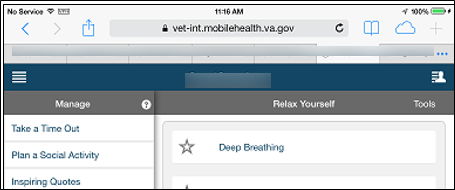 No Service 11:16 AM 100%
vet-int.mobilehealth.va.gov
Manage ? Relax Yourself Tools
Take a Time Out
Plan a Social Activity
Deep Breathing
Inspiring Quotes